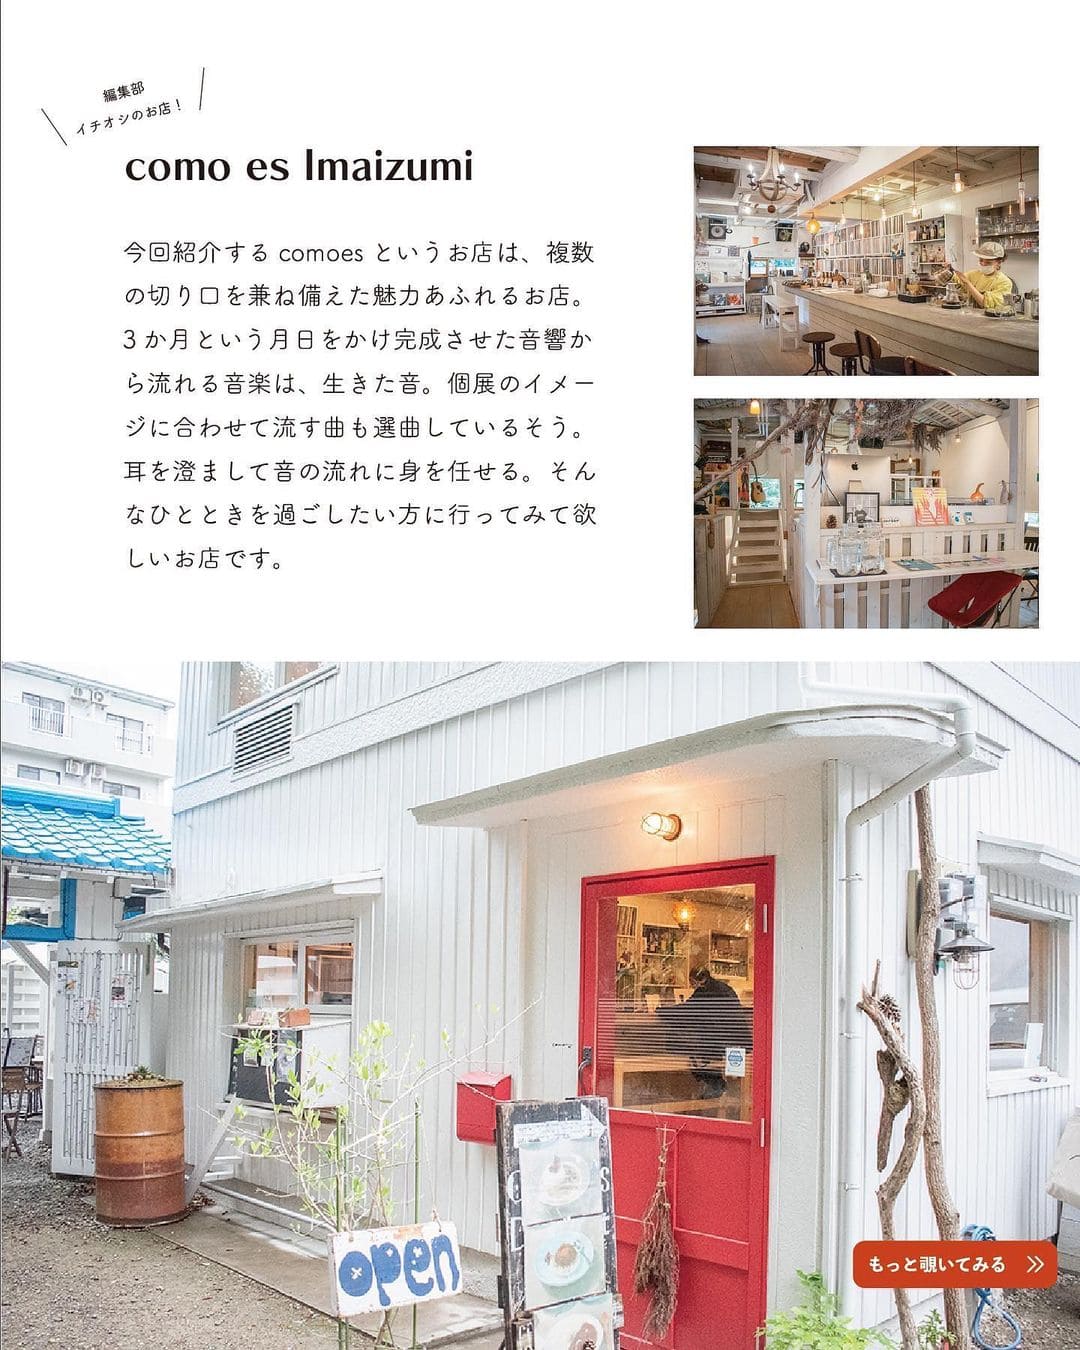 編集部
イチオシのお店！
como es Imaizumi
今回紹介する comoes というお店は、複数
の切り口を兼ね備えた魅力あふれるお店。
3 か月という月日をかけ完成させた音響か
ら流れる音楽は、生きた音。個展のイメー
ジに合わせて流す曲も選曲しているそう。
耳を澄まして音の流れに身を任せる。そん
なひとときを過ごしたい方に行ってみて欲
しいお店です。
open
もっと覗いてみる